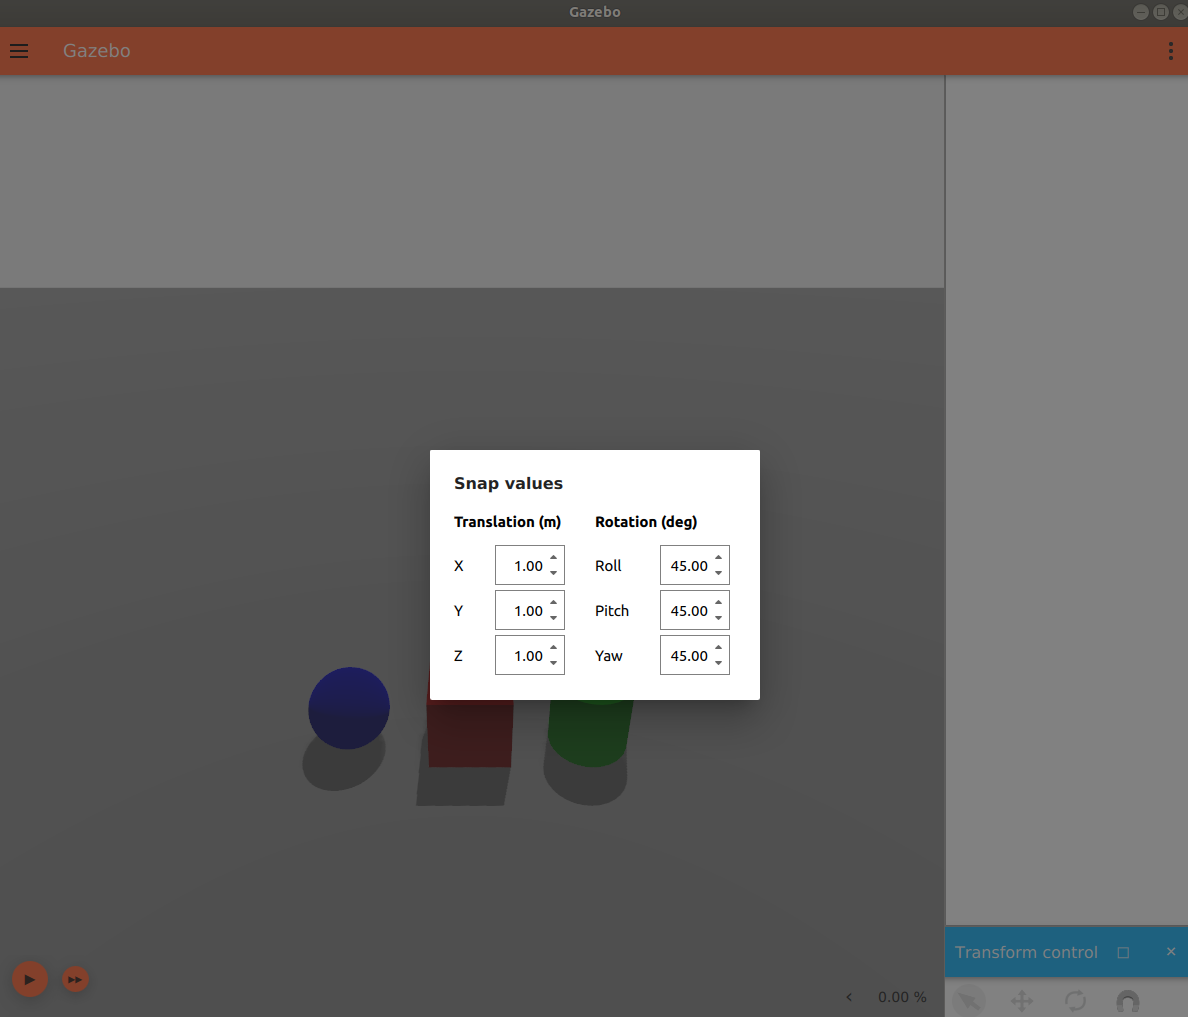 Gazebo
Gazebo
Snap values
Translation (m) Rotation (deg)
X 1.00 Roll 45.00
Y 1.00 Pitch 45.00
Z 1.00 Yaw 45.00
Transform control
0.00 %